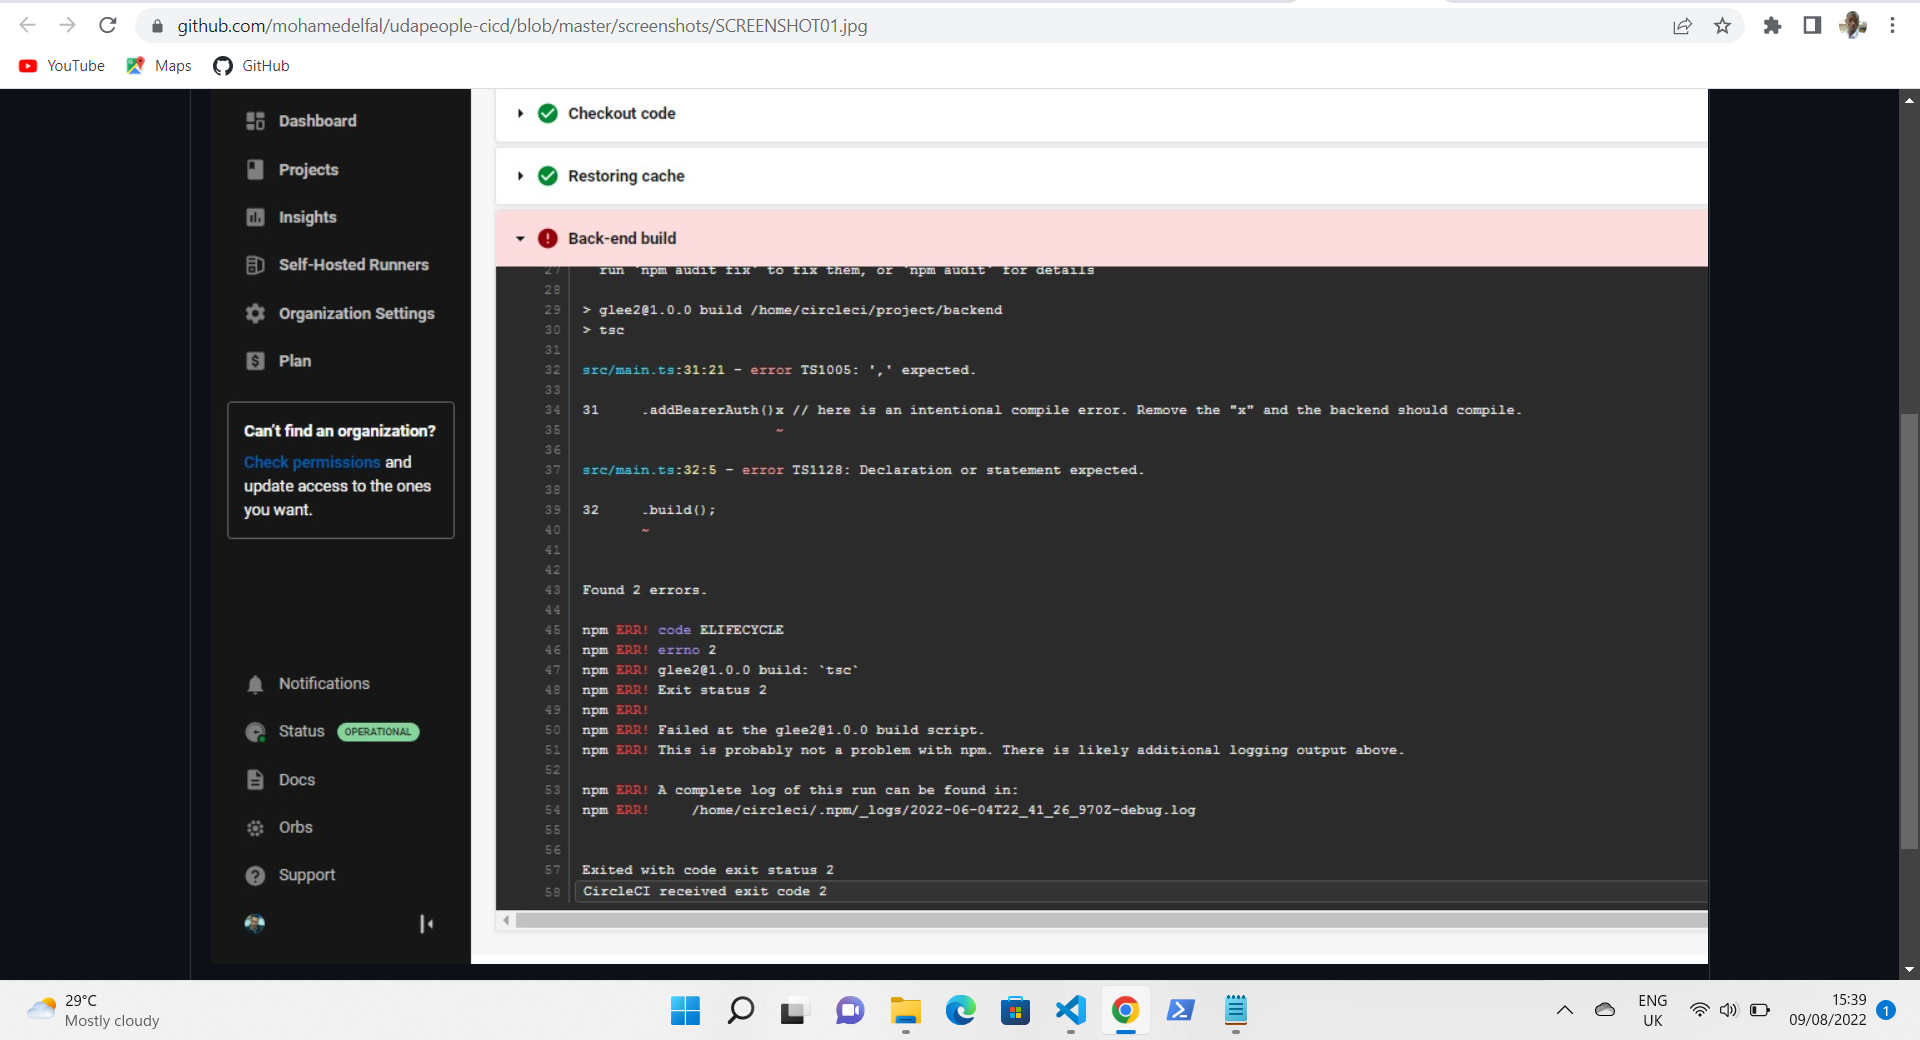 github.com/mohamedelfal/udapeople-cicd/blob/master/screenshots/SCREENSHOT01.jpg
YouTube
Maps
GitHub
Dashboard
Projects
Insights
Self-Hosted Runners
Organization Settings
Plan
Can't find an organization?
Check permissions and
update access to the ones
you want.
Notifications
Status OPERATIONAL
Docs
Orbs
Support
Checkout code
Restoring cache
Back-end build
27 run `npm audit fix` to fix them, or `npm audit` for details
28
29 > glee2@1.0.0 build /home/circleci/project/backend
30 > tsc
31
32 src/main.ts:31:21 - error TS1005: ',' expected.
33
34 31 .addBearerAuth()x // here is an intentional compile error. Remove the "x" and the backend should compile.
35 ~
36
37 src/main.ts:32:5 - error TS1128: Declaration or statement expected.
38
39 32 .build();
40 ~
41
42
43 Found 2 errors.
44
45 npm ERR! code ELIFECYCLE
46 npm ERR! errno 2
47 npm ERR! glee2@1.0.0 build: `tsc`
48 npm ERR! Exit status 2
49 npm ERR!
50 npm ERR! Failed at the glee2@1.0.0 build script.
51 npm ERR! This is probably not a problem with npm. There is likely additional logging output above.
52
53 npm ERR! A complete log of this run can be found in:
54 npm ERR! /home/circleci/.npm/_logs/2022-06-04T22_41_26_970Z-debug.log
55
56
57 Exited with code exit status 2
58 CircleCI received exit code 2
29°C
Mostly cloudy
ENG
UK
15:39
09/08/2022
1